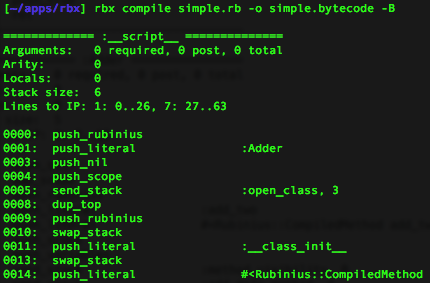 [~/apps/rbx] rbx compile simple.rb -o simple.bytecode -B
============= :__script__ ===============
Arguments:   0 required, 0 post, 0 total
Arity:       0
Locals:      0
Stack size:  6
Lines to IP: 1: 0..26, 7: 27..63
0000:  push_rubinius
0001:  push_literal              :Adder
0003:  push_nil
0004:  push_scope
0005:  send_stack                :open_class, 3
0008:  dup_top
0009:  push_rubinius
0010:  swap_stack
0011:  push_literal              :__class_init__
0013:  swap_stack
0014:  push_literal              #<Rubinius::CompiledMethod